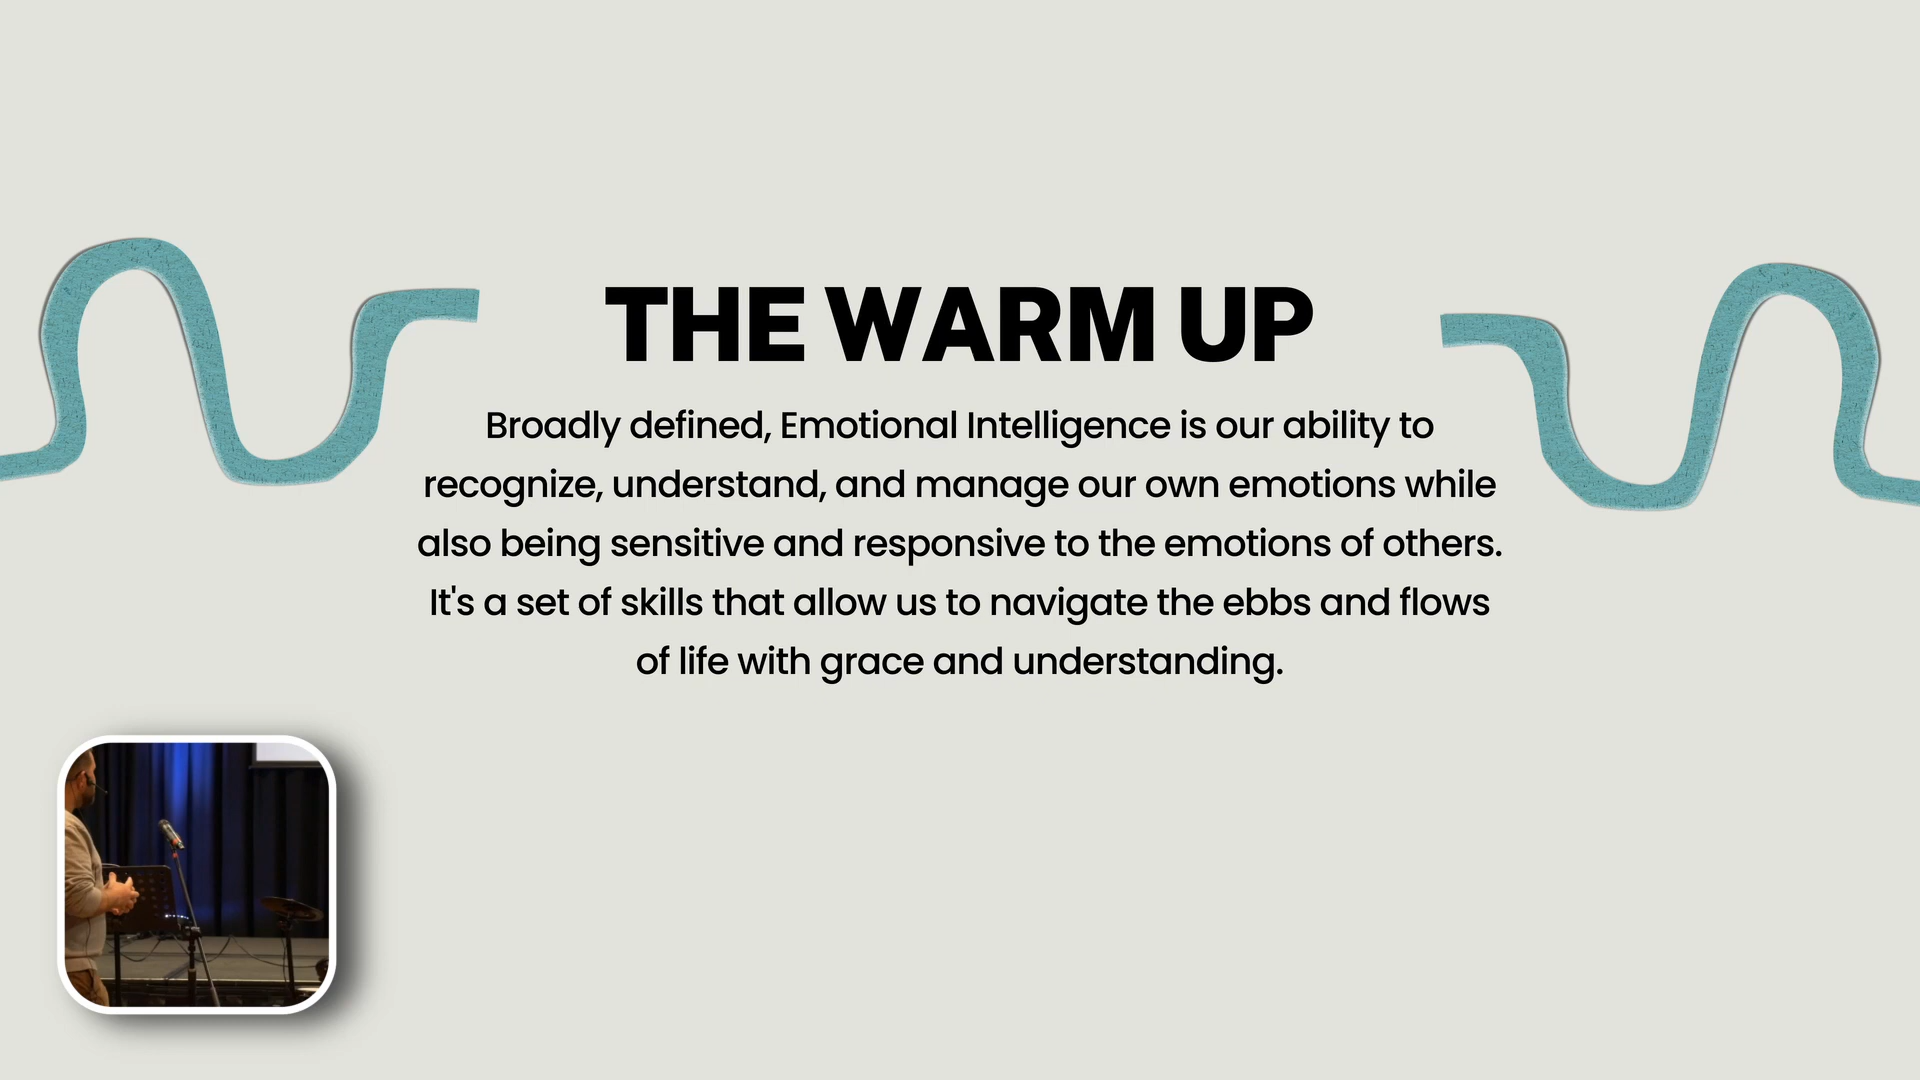 THE WARM UP
Broadly defined, Emotional Intelligence is our ability to
recognize, understand, and manage our own emotions while
also being sensitive and responsive to the emotions of others.
It's a set of skills that allow us to navigate the ebbs and flows
of life with grace and understanding.